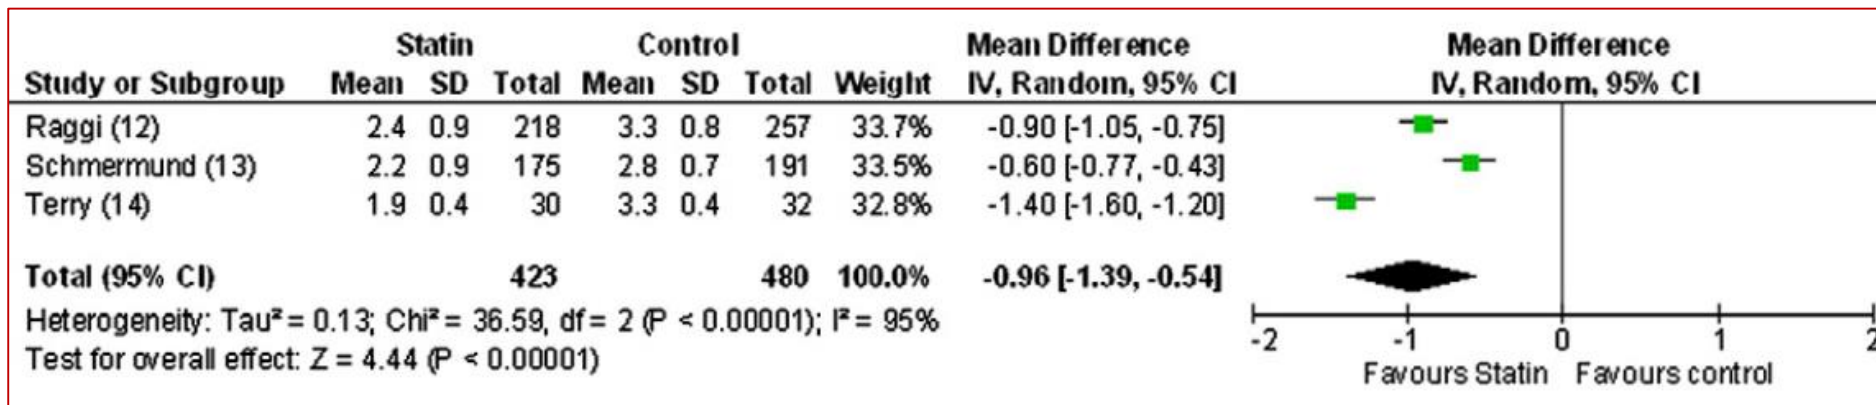 Statin Control Mean Difference Mean Difference
Study or Subgroup Mean SD Total Mean SD Total Weight IV, Random, 95% CI IV, Random, 95% CI
Raggi (12) 2.4 0.9 218 3.3 0.8 257 33.7% -0.90 [-1.05, -0.75]
Schmermund (13) 2.2 0.9 175 2.8 0.7 191 33.5% -0.60 [-0.77, -0.43]
Terry (14) 1.9 0.4 30 3.3 0.4 32 32.8% -1.40 [-1.60, -1.20]
Total (95% CI) 423 480 100.0% -0.96 [-1.39, -0.54]
Heterogeneity: Tau² = 0.13; Chi² = 36.59, df = 2 (P < 0.00001); I² = 95%
Test for overall effect: Z = 4.44 (P < 0.00001)
-2 -1 0 1 2
Favours Statin Favours control